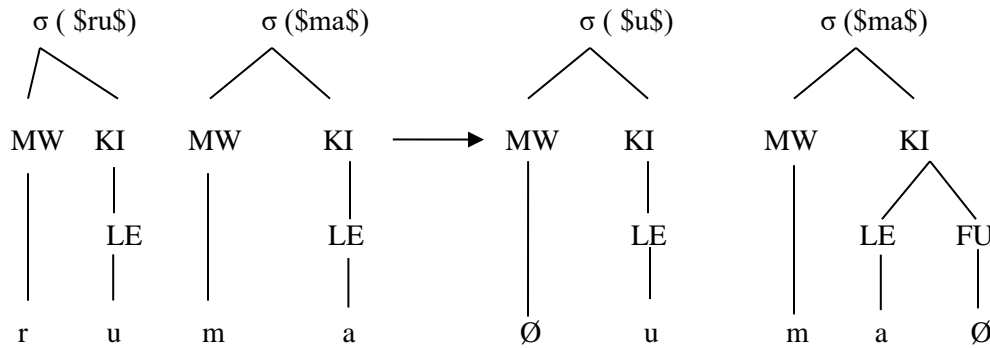 σ ( $ru$) σ ($ma$) σ ( $u$) σ ($ma$)
MW KI MW KI MW KI MW KI
LE LE LE LE FU
r u m a Ø u m a Ø